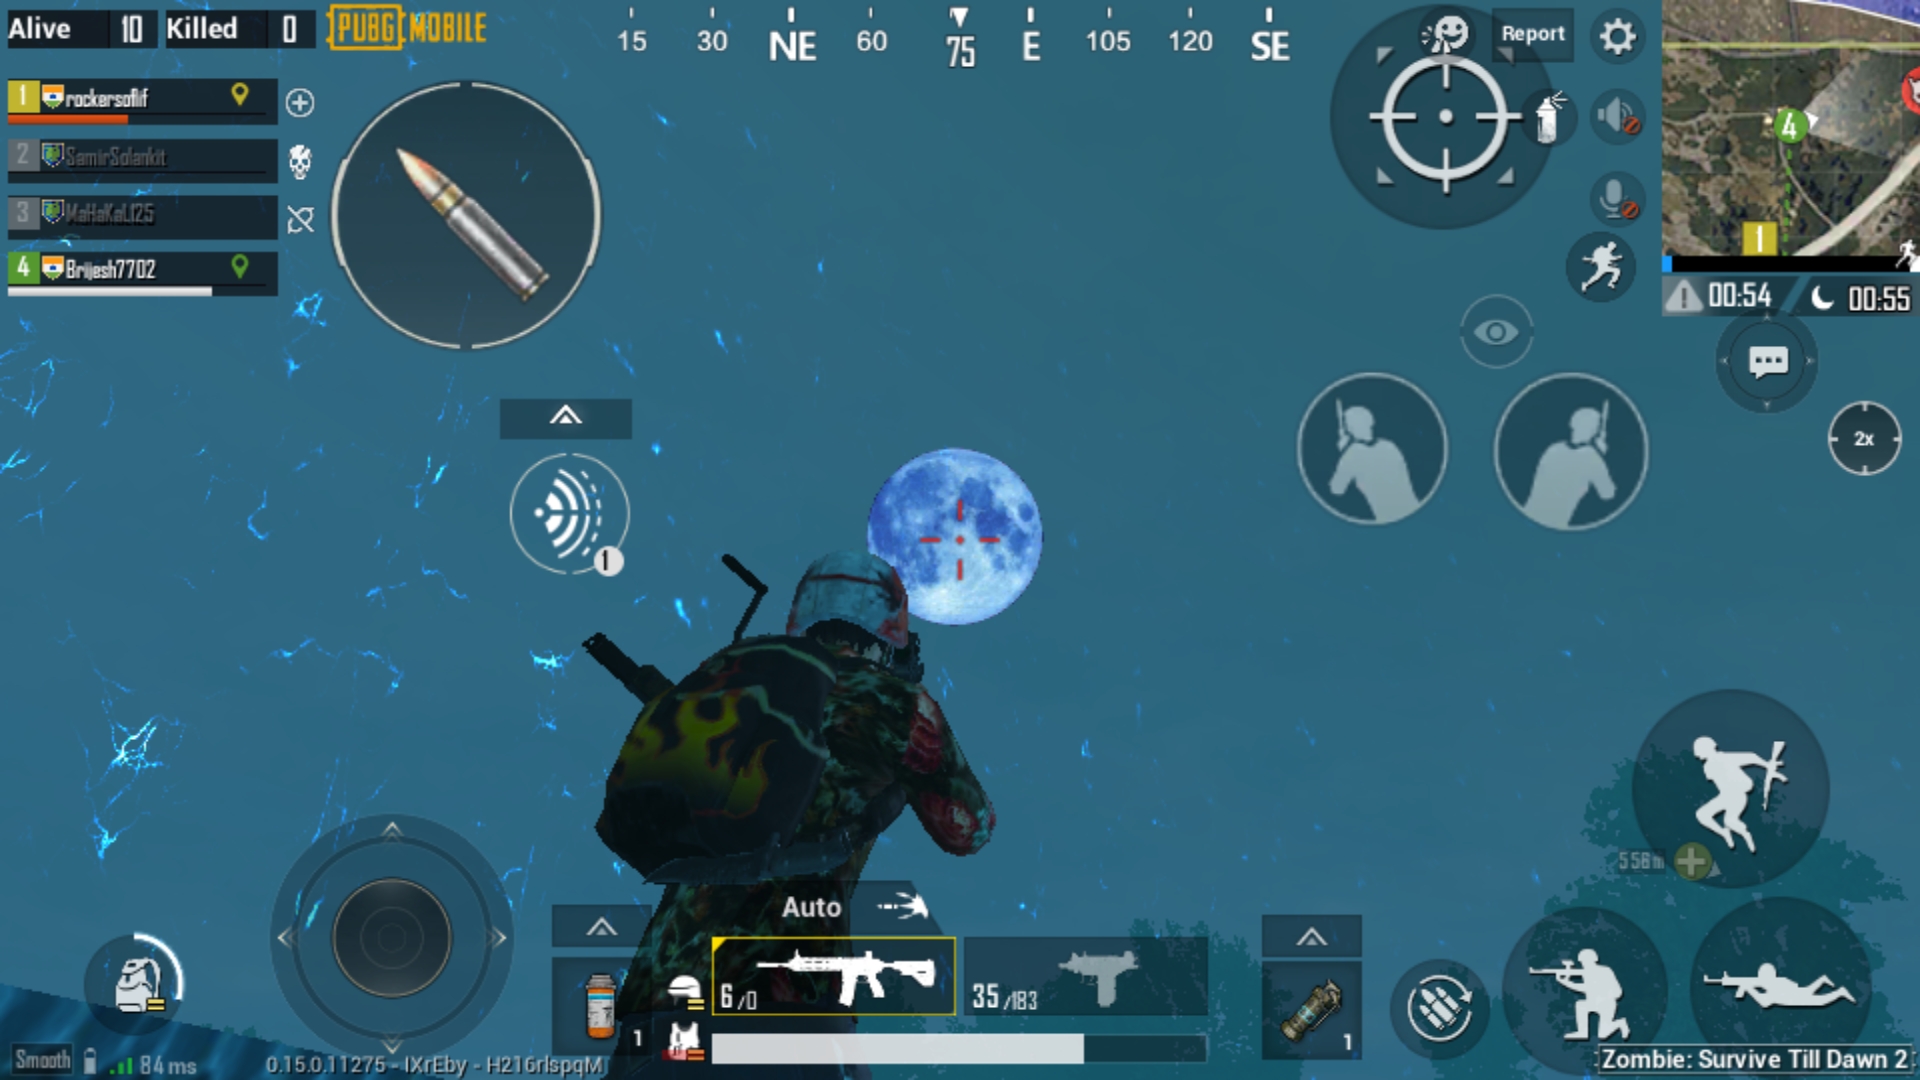 Alive 10 Killed 0 PUBG MOBILE
15 30 NE 60 75 E 105 120 SE
Report
1 rockersoflif
2 SamirSolankit
3 MaHaKaL125
4 Brijesh7702
4
1
00:54 00:55
2x
1
556m
Auto
6/0
35/183
1
1
Smooth 84 ms
0.15.0.11275 - IXrEby - H216rlspqM
Zombie: Survive Till Dawn 2